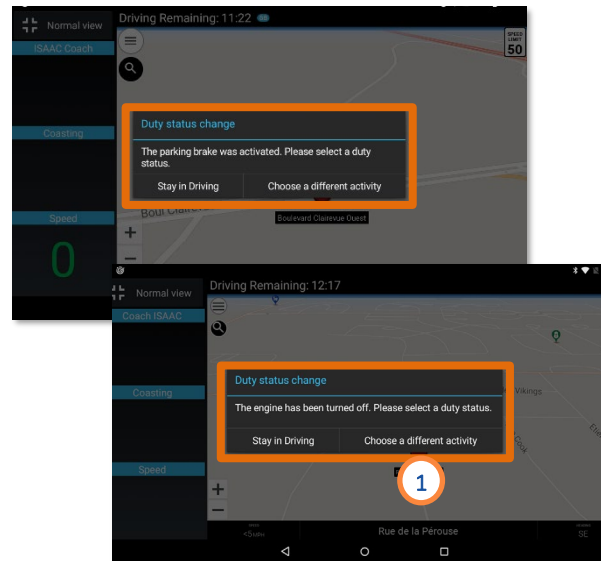 Normal view
Driving Remaining: 11:22
ISAAC Coach
SPEED
LIMIT
50
Duty status change
The parking brake was activated. Please select a duty
status.
Stay in Driving
Choose a different activity
Coasting
Speed
0
Boulevard Clairevue Ouest
+
−
Normal view
Driving Remaining: 12:17
Coach ISAAC
Duty status change
The engine has been turned off. Please select a duty status.
Stay in Driving
Choose a different activity
Coasting
Vikings
Cook
1
Speed
+
−
<5 MPH
Rue de la Pérouse
SE